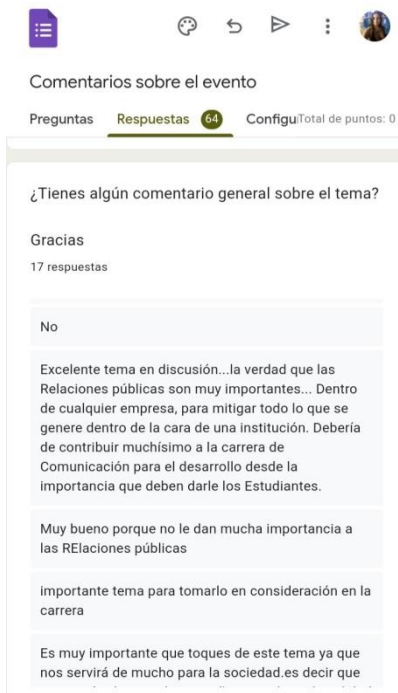 Comentarios sobre el evento
Preguntas Respuestas 64 Configu Total de puntos: 0
¿Tienes algún comentario general sobre el tema?
Gracias
17 respuestas
No
Excelente tema en discusión...la verdad que las
Relaciones públicas son muy importantes... Dentro
de cualquier empresa, para mitigar todo lo que se
genere dentro de la cara de una institución. Debería
de contribuir muchísimo a la carrera de
Comunicación para el desarrollo desde la
importancia que deben darle los Estudiantes.
Muy bueno porque no le dan mucha importancia a
las RElaciones públicas
importante tema para tomarlo en consideración en la
carrera
Es muy importante que toques de este tema ya que
nos servirá de mucho para la sociedad.es decir que